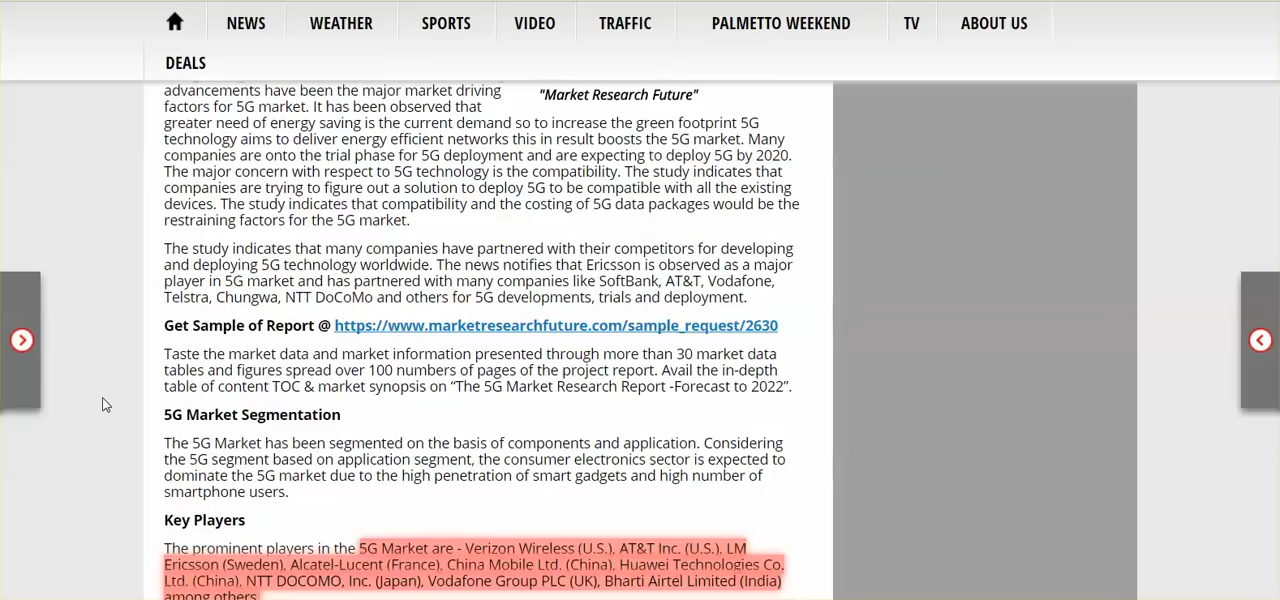 NEWS WEATHER SPORTS VIDEO TRAFFIC PALMETTO WEEKEND TV ABOUT US
DEALS
advancements have been the major market driving
factors for 5G market. It has been observed that
"Market Research Future"
greater need of energy saving is the current demand so to increase the green footprint 5G
technology aims to deliver energy efficient networks this in result boosts the 5G market. Many
companies are onto the trial phase for 5G deployment and are expecting to deploy 5G by 2020.
The major concern with respect to 5G technology is the compatibility. The study indicates that
companies are trying to figure out a solution to deploy 5G to be compatible with all the existing
devices. The study indicates that compatibility and the costing of 5G data packages would be the
restraining factors for the 5G market.
The study indicates that many companies have partnered with their competitors for developing
and deploying 5G technology worldwide. The news notifies that Ericsson is observed as a major
player in 5G market and has partnered with many companies like SoftBank, AT&T, Vodafone,
Telstra, Chungwa, NTT DoCoMo and others for 5G developments, trials and deployment.
Get Sample of Report @ https://www.marketresearchfuture.com/sample_request/2630
Taste the market data and market information presented through more than 30 market data
tables and figures spread over 100 numbers of pages of the project report. Avail the in-depth
table of content TOC & market synopsis on “The 5G Market Research Report -Forecast to 2022”.
5G Market Segmentation
The 5G Market has been segmented on the basis of components and application. Considering
the 5G segment based on application segment, the consumer electronics sector is expected to
dominate the 5G market due to the high penetration of smart gadgets and high number of
smartphone users.
Key Players
The prominent players in the 5G Market are - Verizon Wireless (U.S.), AT&T Inc. (U.S.), LM
Ericsson (Sweden), Alcatel-Lucent (France), China Mobile Ltd. (China), Huawei Technologies Co.
Ltd. (China), NTT DOCOMO, Inc. (Japan), Vodafone Group PLC (UK), Bharti Airtel Limited (India)
among others.